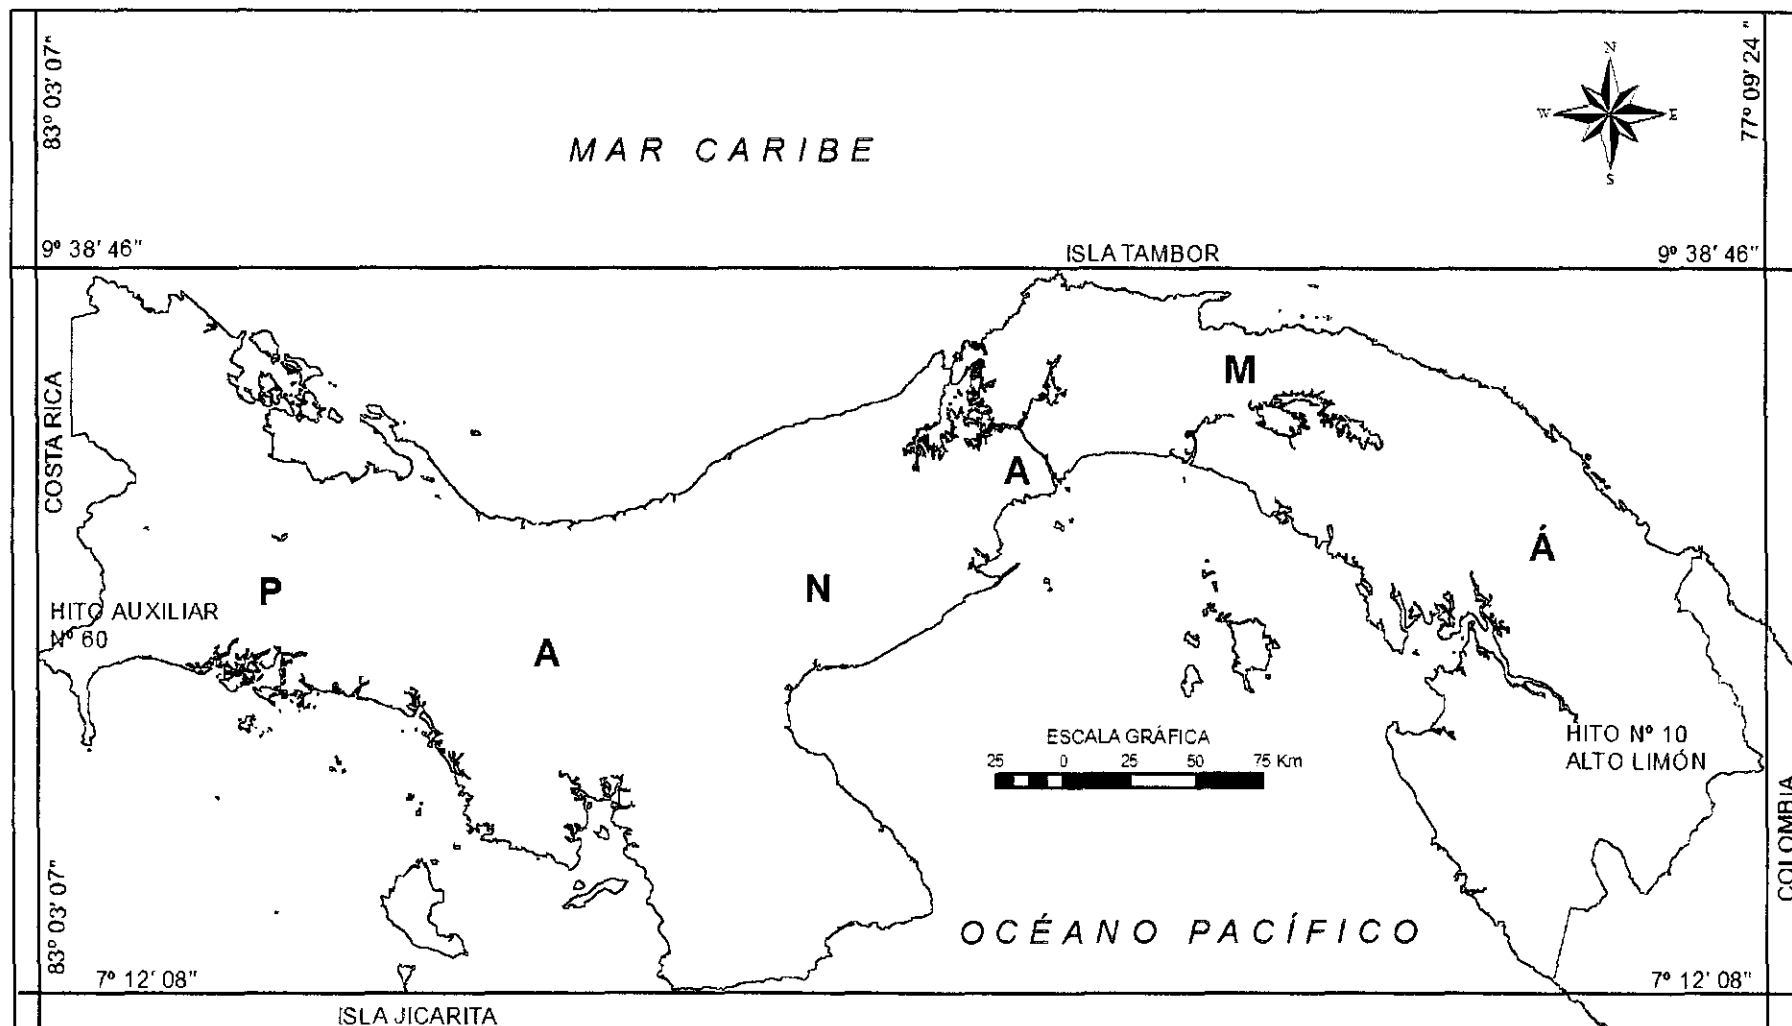 83° 03' 07"
77° 09' 24"
N
W E
S
MAR CARIBE
9° 38' 46"
ISLA TAMBOR
9° 38' 46"
COSTA RICA
M
A
Á
P
N
A
HITO AUXILIAR
Nº 60
ESCALA GRÁFICA
25 0 25 50 75 Km
HITO Nº 10
ALTO LIMÓN
COLOMBIA
OCÉANO PACÍFICO
83° 03' 07"
7° 12' 08"
7° 12' 08"
ISLA JICARITA